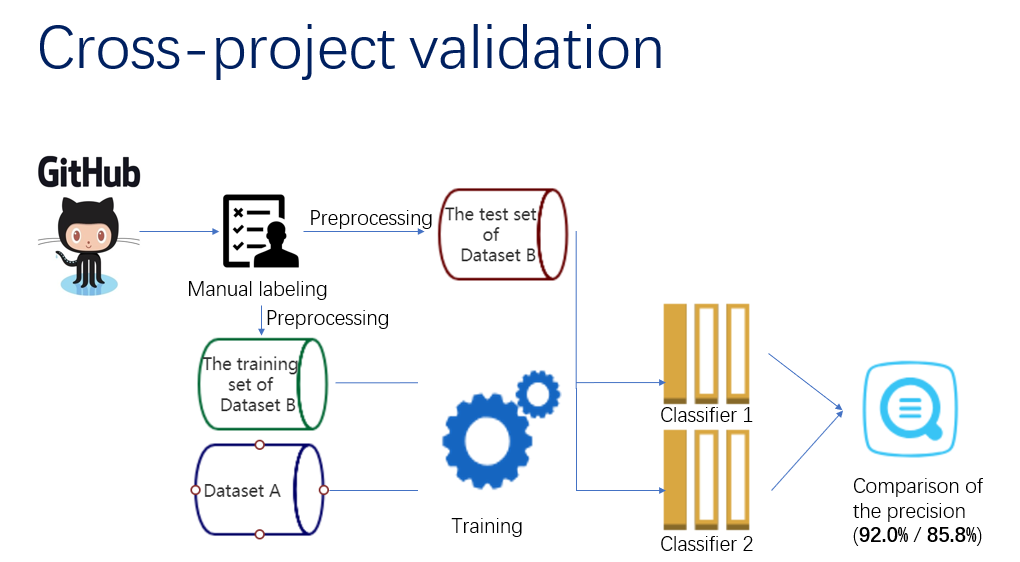 Cross-project validation
GitHub
Manual labeling
Preprocessing
The test set
of
Dataset B
Preprocessing
The training
set of
Dataset B
Dataset A
Training
Classifier 1
Classifier 2
Comparison of
the precision
(92.0% / 85.8%)